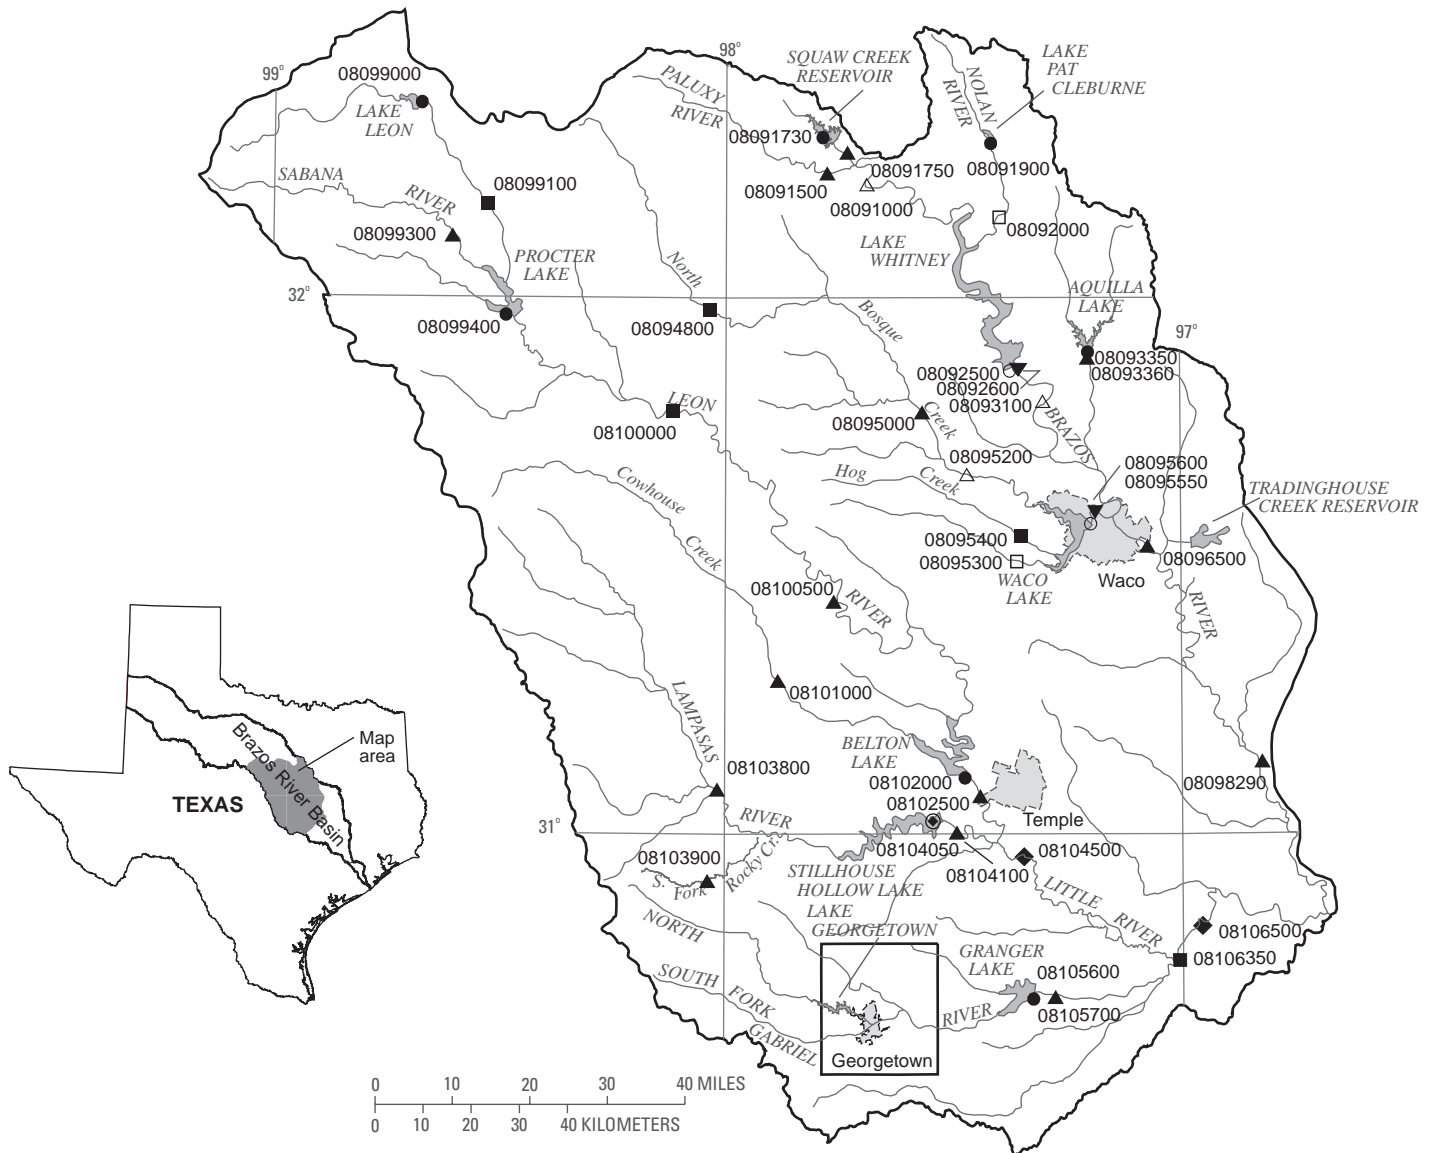 98°
99°
08099000
LAKE
LEON
PALUXY
RIVER
SQUAW CREEK
RESERVOIR
LAKE
PAT
CLEBURNE
NOLAN
RIVER
08091730
08091750
08091900
08091500
08091000
08092000
SABANA
RIVER
08099100
08099300
PROCTER
LAKE
North
LAKE
WHITNEY
AQUILLA
LAKE
32°
08099400
08094800
Bosque
97°
08093350
08093360
08092500
08092600
08093100
LEON
08100000
08095000
Creek
BRAZOS
08095200
Hog
Creek
08095600
08095550
TRADINGHOUSE
CREEK RESERVOIR
Cowhouse
Creek
08095400
08095300
WACO
LAKE
Waco
08096500
RIVER
08100500
RIVER
08101000
LAMPASAS
08103800
RIVER
BELTON
LAKE
08102000
08102500
Temple
08098290
31°
08104050
08104100
08104500
08103900
S. Fork Rocky Cr.
STILLHOUSE
HOLLOW LAKE
LAKE
GEORGETOWN
LITTLE
RIVER
08106500
08106350
NORTH
SOUTH FORK
GABRIEL
RIVER
GRANGER
LAKE
08105600
08105700
Georgetown
Brazos River Basin
Map
area
TEXAS
0 10 20 30 40 MILES
0 10 20 30 40 KILOMETERS